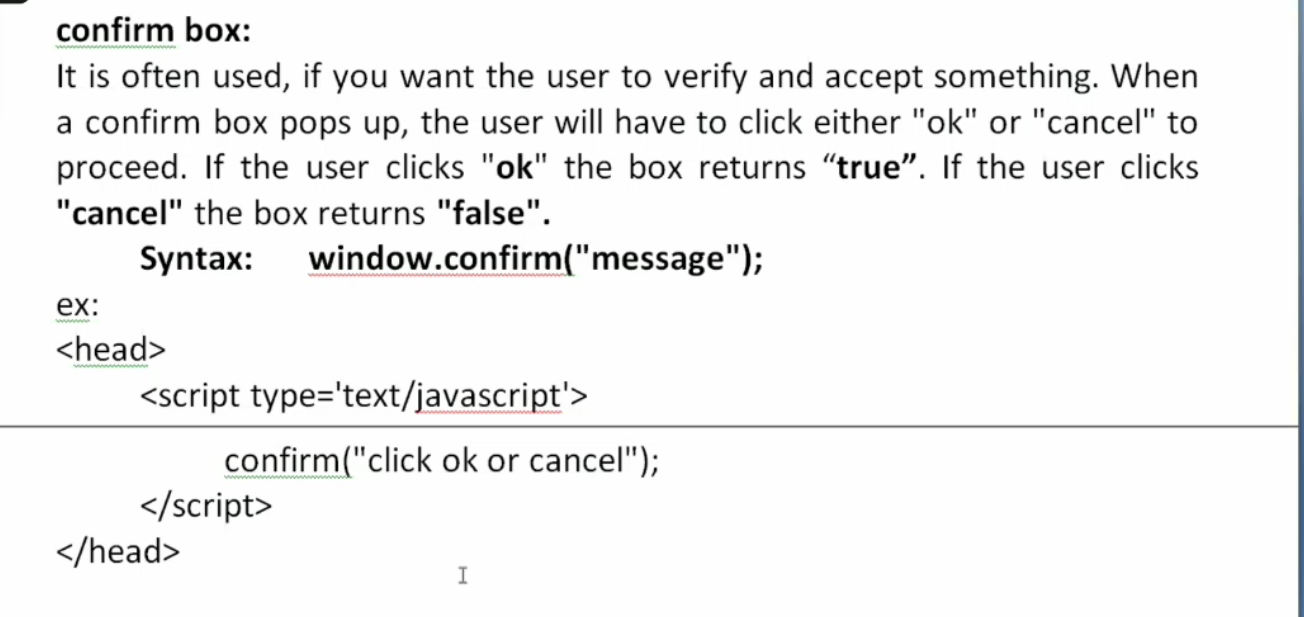 confirm box:
It is often used, if you want the user to verify and accept something. When
a confirm box pops up, the user will have to click either "ok" or "cancel" to
proceed. If the user clicks "ok" the box returns “true”. If the user clicks
"cancel" the box returns "false".
Syntax: window.confirm("message");
ex:
<head>
<script type='text/javascript'>
confirm("click ok or cancel");
</script>
</head>